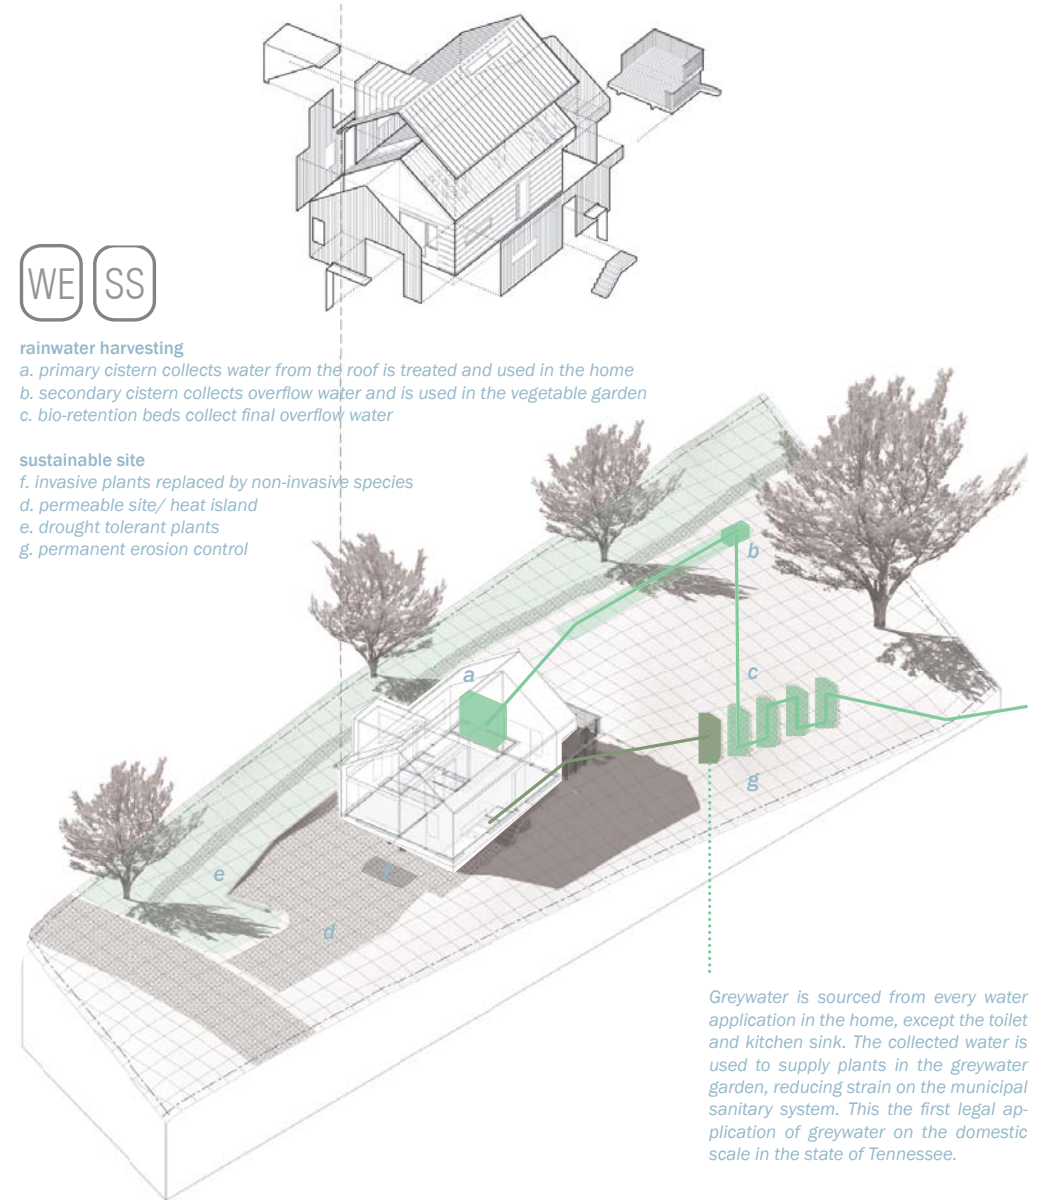 WE SS
rainwater harvesting
a. primary cistern collects water from the roof is treated and used in the home
b. secondary cistern collects overflow water and is used in the vegetable garden
c. bio-retention beds collect final overflow water
sustainable site
f. invasive plants replaced by non-invasive species
d. permeable site/ heat island
e. drought tolerant plants
g. permanent erosion control
b
a
c
g
e
f
d
Greywater is sourced from every water
application in the home, except the toilet
and kitchen sink. The collected water is
used to supply plants in the greywater
garden, reducing strain on the municipal
sanitary system. This the first legal ap-
plication of greywater on the domestic
scale in the state of Tennessee.